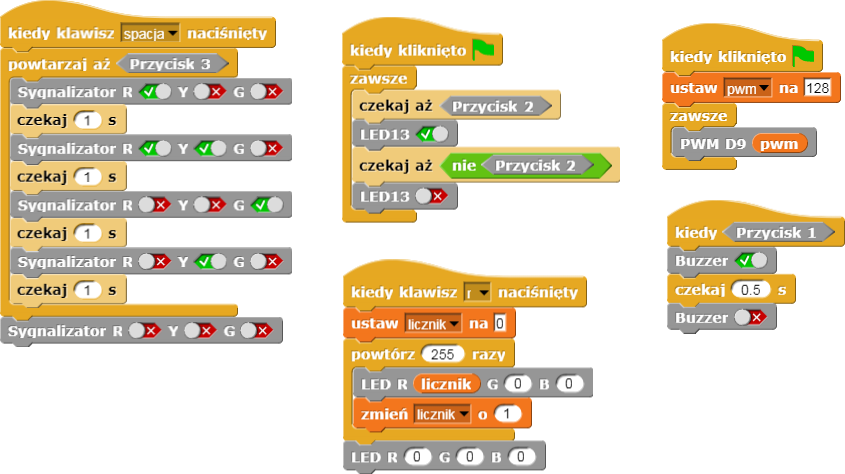 kiedy klawisz spacja naciśnięty
powtarzaj aż Przycisk 3
Sygnalizator R Y G
czekaj 1 s
Sygnalizator R Y G
czekaj 1 s
Sygnalizator R Y G
czekaj 1 s
Sygnalizator R Y G
czekaj 1 s
Sygnalizator R Y G
kiedy kliknięto
zawsze
czekaj aż Przycisk 2
LED13
czekaj aż nie Przycisk 2
LED13
kiedy klawisz r naciśnięty
ustaw licznik na 0
powtórz 255 razy
LED R licznik G 0 B 0
zmień licznik o 1
LED R 0 G 0 B 0
kiedy kliknięto
ustaw pwm na 128
zawsze
PWM D9 pwm
kiedy Przycisk 1
Buzzer
czekaj 0.5 s
Buzzer